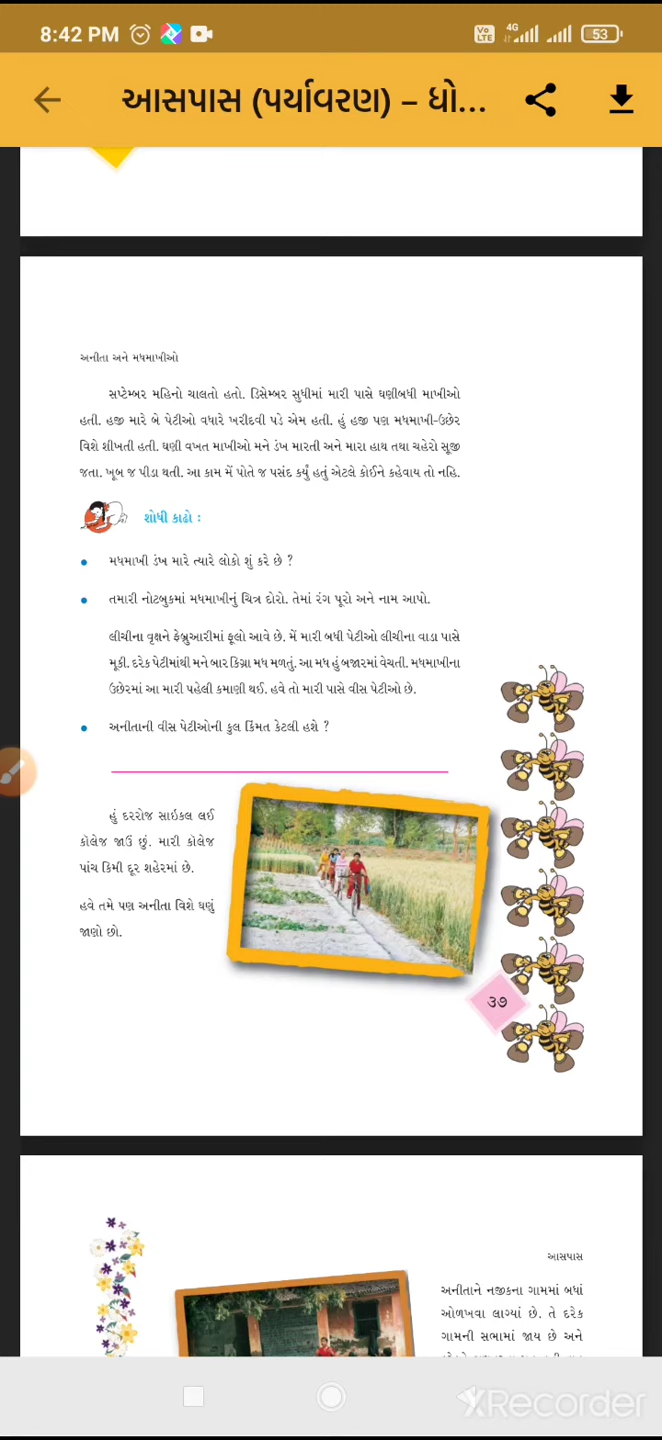 8:42 PM
Vo LTE 4G 53
આસપાસ (પર્યાવરણ) – ધો...
અનીતા અને મધમાખીઓ
સપ્ટેમ્બર મહિનો ચાલતો હતો. ડિસેમ્બર સુધીમાં મારી પાસે ઘણીબધી માખીઓ
હતી. હજી મારે બે પેટીઓ વધારે ખરીદવી પડે એમ હતી. હું હજી પણ મધમાખી-ઉછેર
વિશે શીખતી હતી. ઘણી વખત માખીઓ મને ડંખ મારતી અને મારા હાથ તથા ચહેરો સૂજી
જતા. ખૂબ જ પીડા થતી. આ કામ મેં પોતે જ પસંદ કર્યું હતું એટલે કોઈને કહેવાય તો નહિ.
શોધી કાઢો :
• મધમાખી ડંખ મારે ત્યારે લોકો શું કરે છે ?
• તમારી નોટબુકમાં મધમાખીનું ચિત્ર દોરો. તેમાં રંગ પૂરો અને નામ આપો.
લીચીના વૃક્ષને ફેબ્રુઆરીમાં ફૂલો આવે છે. મેં મારી બધી પેટીઓ લીચીના વાડા પાસે
મૂકી. દરેક પેટીમાંથી મને બાર કિગ્રા મધ મળતું. આ મધ હું બજારમાં વેચતી. મધમાખીના
ઉછેરમાં આ મારી પહેલી કમાણી થઈ. હવે તો મારી પાસે વીસ પેટીઓ છે.
• અનીતાની વીસ પેટીઓની કુલ કિંમત કેટલી હશે ?
હું દરરોજ સાઇકલ લઈ
કૉલેજ જાઉં છું. મારી કૉલેજ
પાંચ કિમી દૂર શહેરમાં છે.
હવે તમે પણ અનીતા વિશે ઘણું
જાણો છો.
૩૭
આસપાસ
અનીતાને નજીકના ગામમાં બધાં
ઓળખવા લાગ્યાં છે. તે દરેક
ગામની સભામાં જાય છે અને
XRecorder